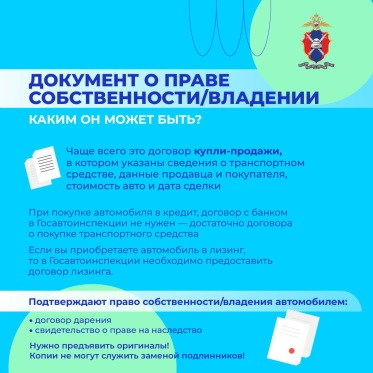 ДОКУМЕНТ О ПРАВЕ
СОБСТВЕННОСТИ/ВЛАДЕНИИ
КАКИМ ОН МОЖЕТ БЫТЬ?
Чаще всего это договор купли-продажи,
в котором указаны сведения о транспортном
средстве, данные продавца и покупателя,
стоимость авто и дата сделки
При покупке автомобиля в кредит, договор с банком
в Госавтоинспекции не нужен — достаточно договора
о покупке транспортного средства
Если вы приобретаете автомобиль в лизинг,
то в Госавтоинспекции необходимо предоставить
договор лизинга.
Подтверждают право собственности/владения автомобилем:
• договор дарения
• свидетельство о праве на наследство
Нужно предъявить оригиналы!
Копии не могут служить заменой подлинников!